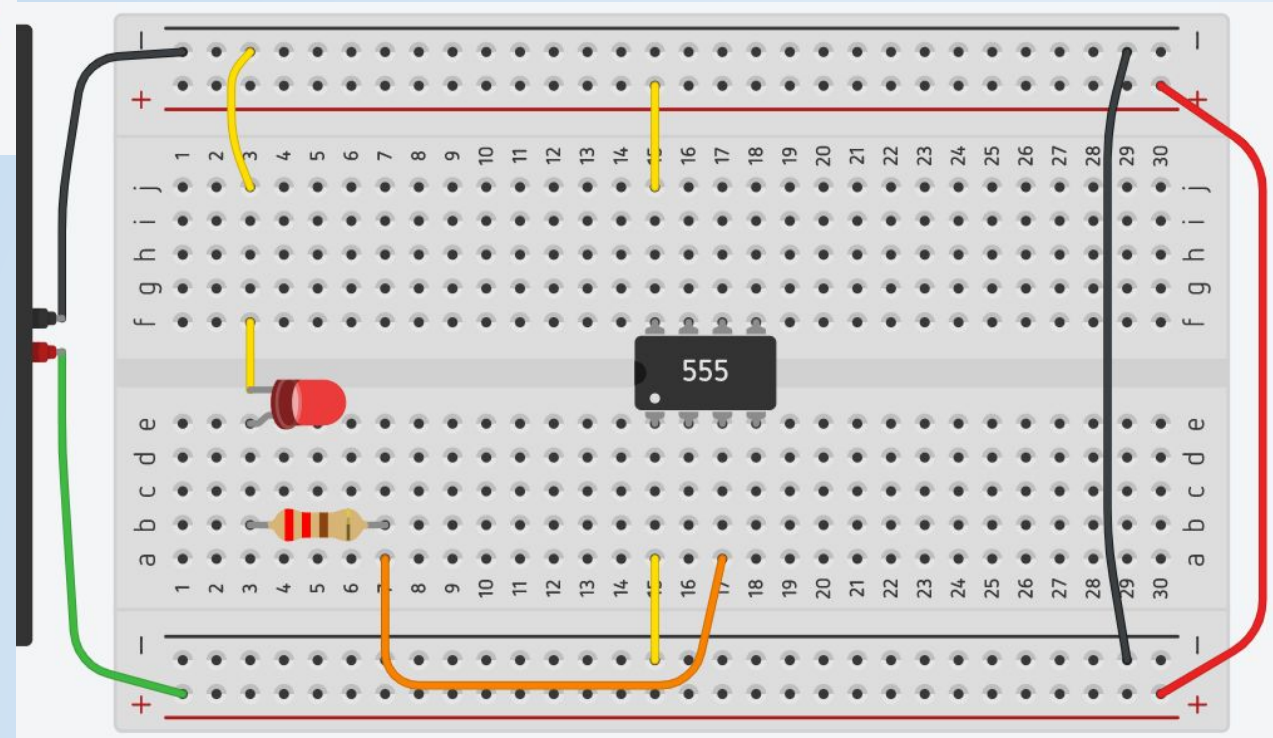 − −
+ +
1 2 3 4 5 6 7 8 9 10 11 12 13 14 15 16 17 18 19 20 21 22 23 24 25 26 27 28 29 30
j j
i i
h h
g g
f f
555
e e
d d
c c
b b
a a
1 2 3 4 5 6 7 8 9 10 11 12 13 14 15 16 17 18 19 20 21 22 23 24 25 26 27 28 29 30
− −
+ +